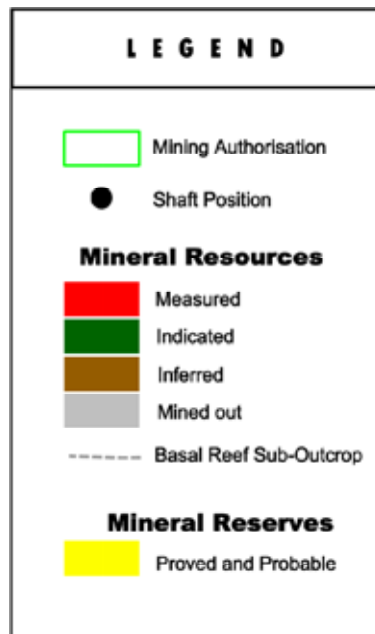 LEGEND
Mining Authorisation
Shaft Position
Mineral Resources
Measured
Indicated
Inferred
Mined out
Basal Reef Sub-Outcrop
Mineral Reserves
Proved and Probable